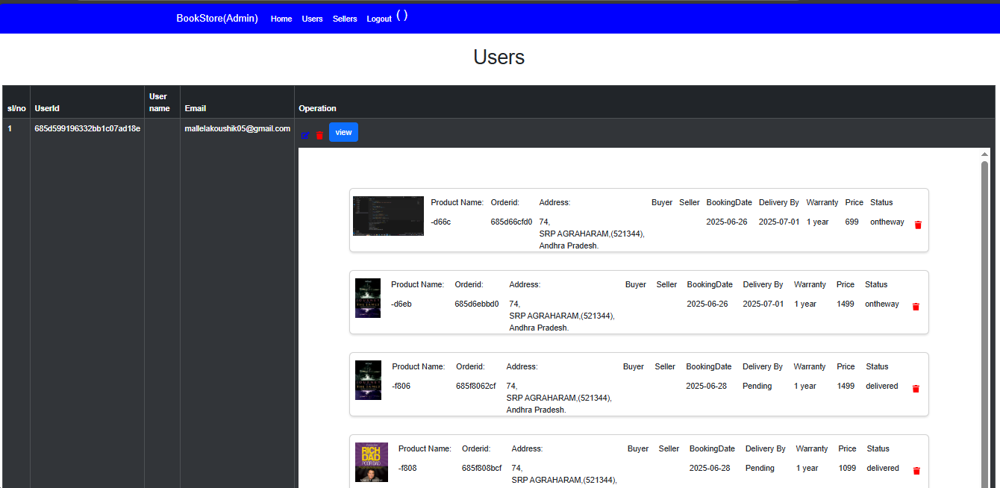 BookStore(Admin) Home Users Sellers Logout ( )
Users
sl/no UserId User name Email Operation
1 685d599196332bb1c07ad18e mallelakoushik05@gmail.com view
Product Name: Orderid: Address: Buyer Seller BookingDate Delivery By Warranty Price Status
-d66c 685d66cfd0 74, 2025-06-26 2025-07-01 1 year 699 ontheway
SRP AGRAHARAM,(521344),
Andhra Pradesh.
Product Name: Orderid: Address: Buyer Seller BookingDate Delivery By Warranty Price Status
-d6eb 685d6ebbd0 74, 2025-06-26 2025-07-01 1 year 1499 ontheway
SRP AGRAHARAM,(521344),
Andhra Pradesh.
JOURNEY
THE JAMES
Product Name: Orderid: Address: Buyer Seller BookingDate Delivery By Warranty Price Status
-f806 685f8062cf 74, 2025-06-28 Pending 1 year 1499 delivered
SRP AGRAHARAM,(521344),
Andhra Pradesh.
JOURNEY
THE JAMES
Product Name: Orderid: Address: Buyer Seller BookingDate Delivery By Warranty Price Status
-f808 685f808bcf 74, 2025-06-28 Pending 1 year 1099 delivered
SRP AGRAHARAM,(521344),
RICH
DAD
POOR DAD